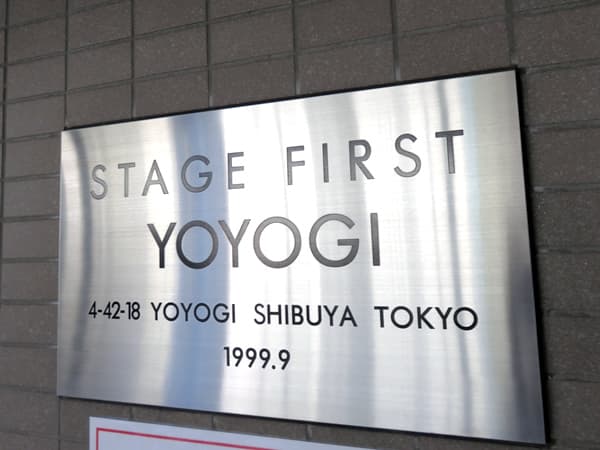 STAGE FIRST
YOYOGI
4-42-18 YOYOGI SHIBUYA TOKYO
1999.9